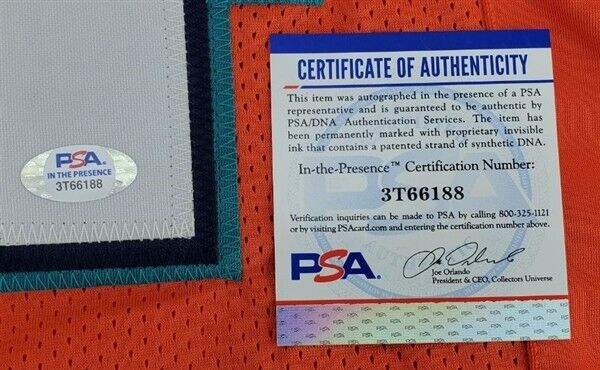 PSA
IN THE PRESENCE
3T66188
CERTIFICATE OF AUTHENTICITY
This item was autographed in the presence of a PSA
representative and is guaranteed to be authentic by
PSA/DNA Authentication Services. The item has
been permanently marked with proprietary invisible
ink that contains a patented strand of synthetic DNA.
In-the-Presence™ Certification Number:
3T66188
Verification inquiries can be made to PSA by calling 800-325-1121
or by visiting PSAcard.com and entering the certification number above.
PSA
Joe Orlando
President & CEO, Collectors Universe